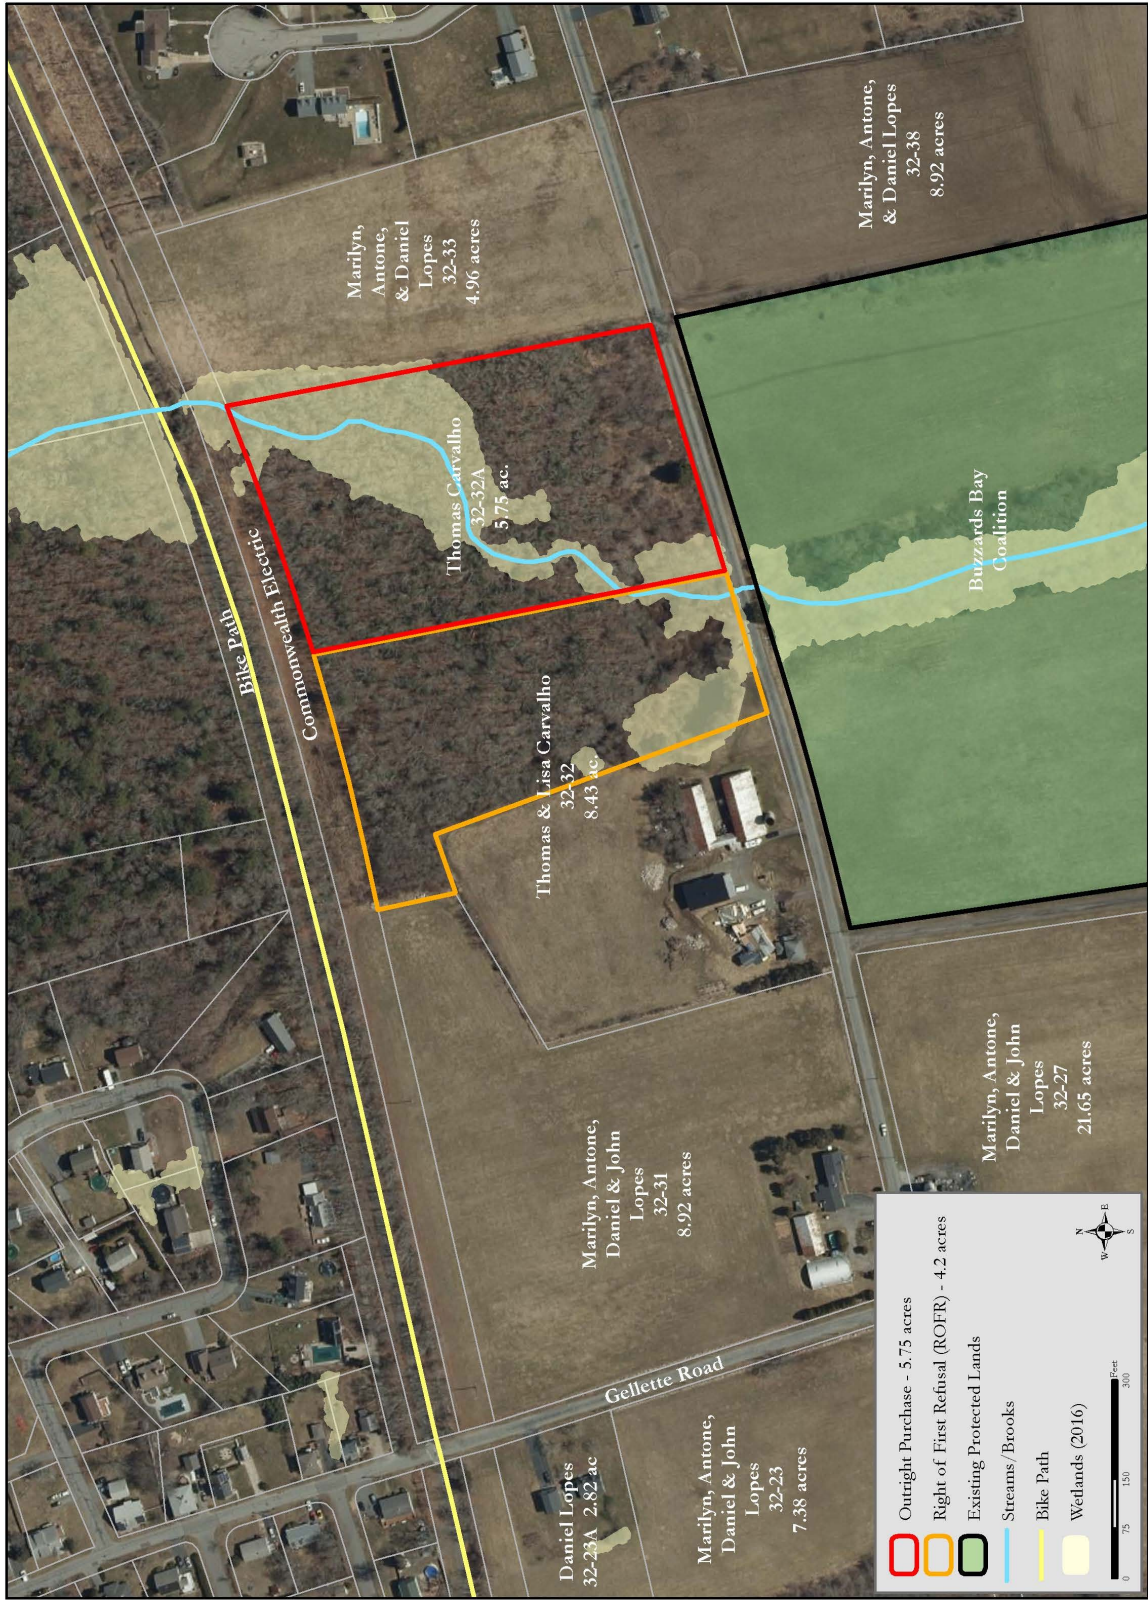 Bike Path
Commonwealth Electric
Marilyn,
Antone,
& Daniel
Lopes
32-33
4.96 acres
Marilyn, Antone,
& Daniel Lopes
32-38
8.92 acres
Thomas Carvalho
32-32A
5.75 ac.
Thomas & Lisa Carvalho
32-32
8.43 ac.
Buzzards Bay
Coalition
Marilyn, Antone,
Daniel & John
Lopes
32-31
8.92 acres
Marilyn, Antone,
Daniel & John
Lopes
32-27
21.65 acres
Gellette Road
Daniel Lopes
32-23A 2.82 ac
Marilyn, Antone,
Daniel & John
Lopes
32-23
7.38 acres
Outright Purchase - 5.75 acres
Right of First Refusal (ROFR) - 4.2 acres
Existing Protected Lands
Streams/Brooks
Bike Path
Wetlands (2016)
N
W E
S
Feet
0 75 150 300